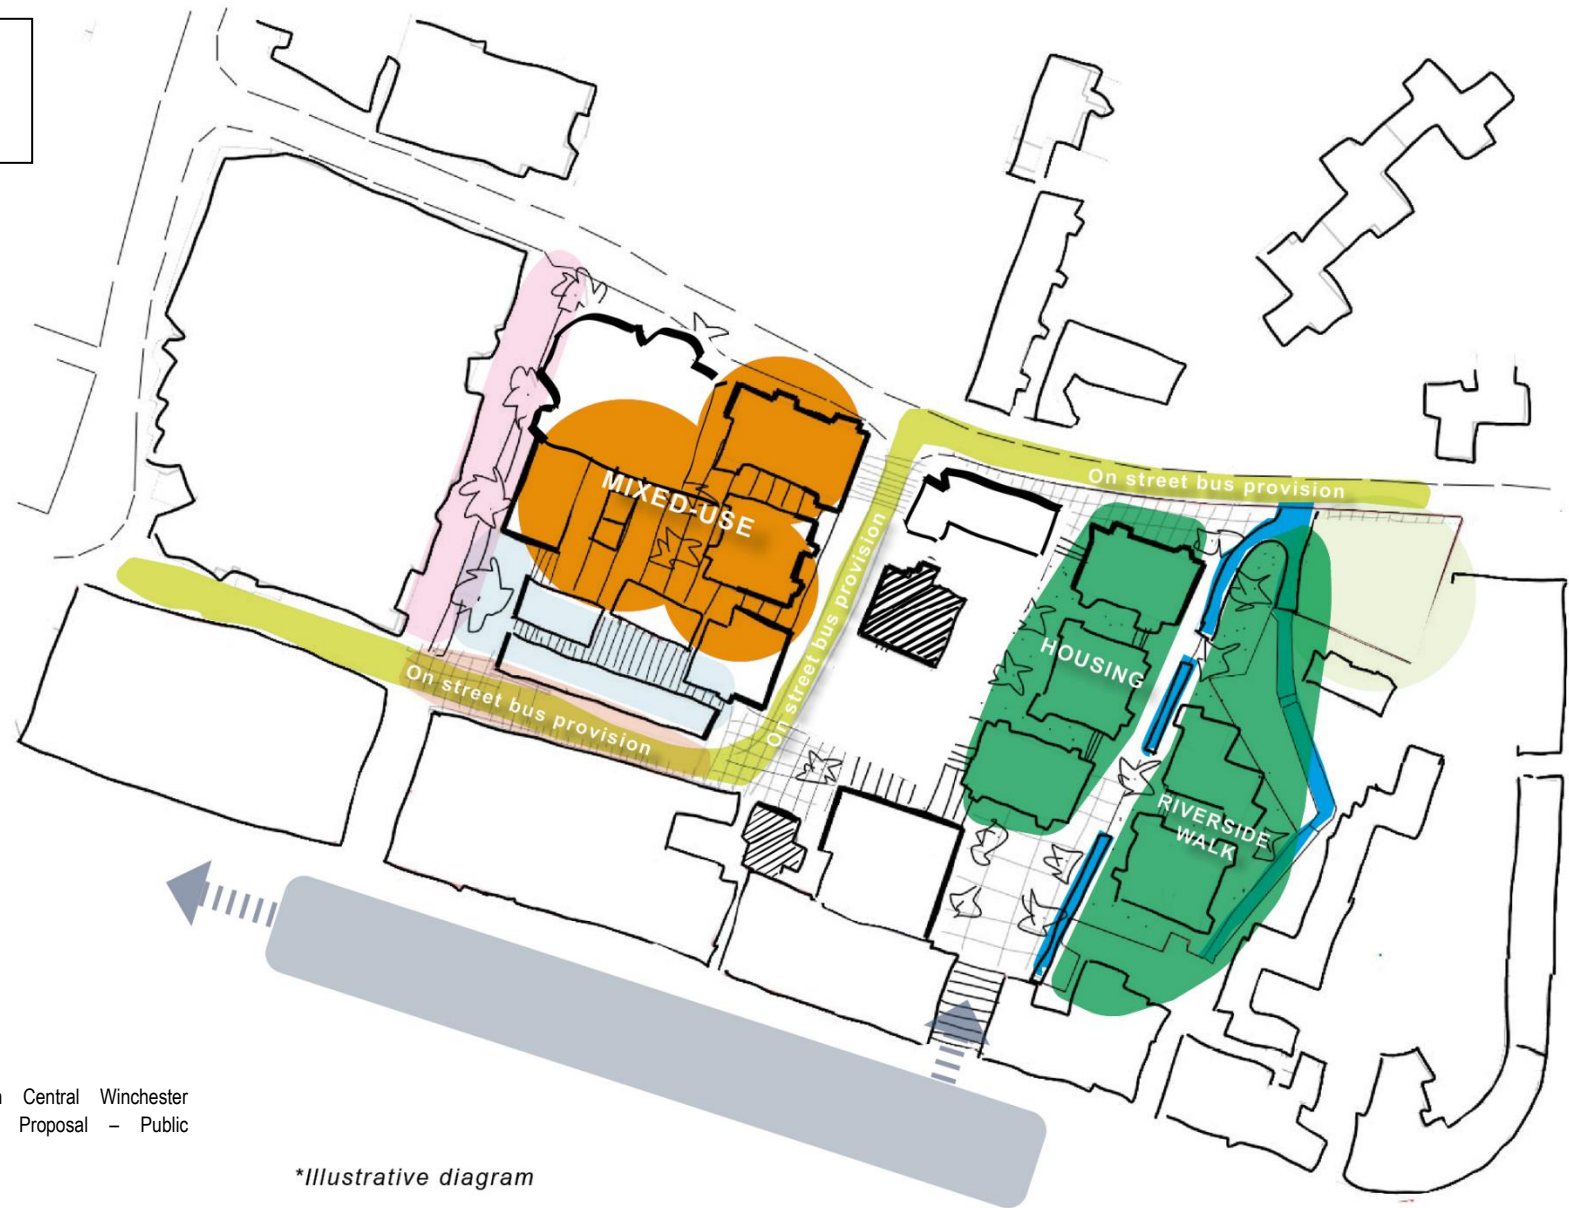 On street bus provision
MIXED-USE
On street bus provision
HOUSING
On street bus provision
RIVERSIDE
WALK
Central Winchester
Proposal – Public
*Illustrative diagram